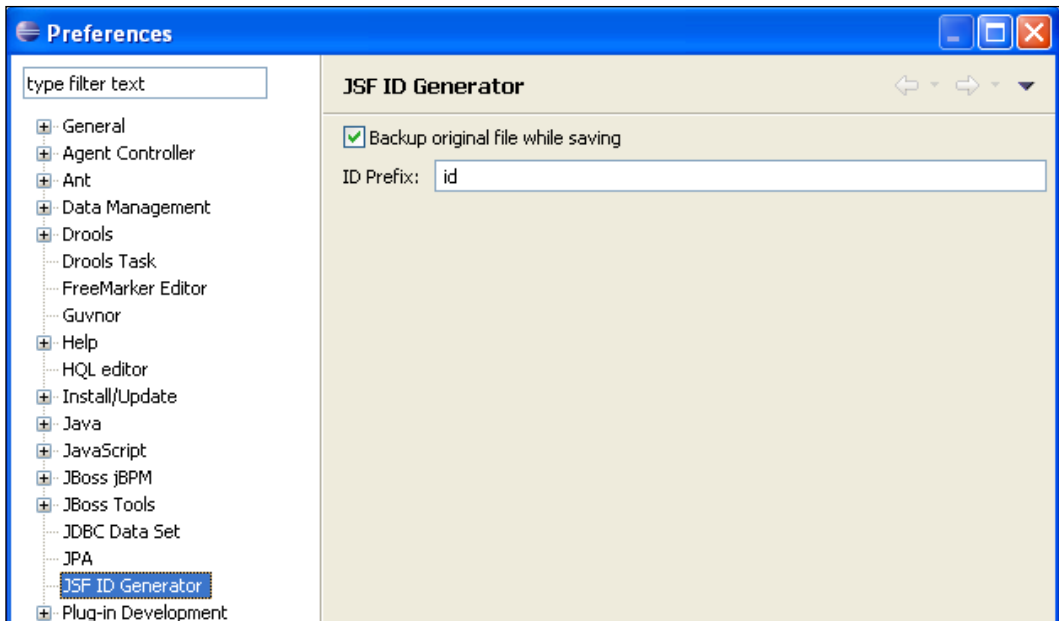 Preferences
type filter text
General
Agent Controller
Ant
Data Management
Drools
Drools Task
FreeMarker Editor
Guvnor
Help
HQL editor
Install/Update
Java
JavaScript
JBoss jBPM
JBoss Tools
JDBC Data Set
JPA
JSF ID Generator
Plug-in Development
JSF ID Generator
Backup original file while saving
ID Prefix: id